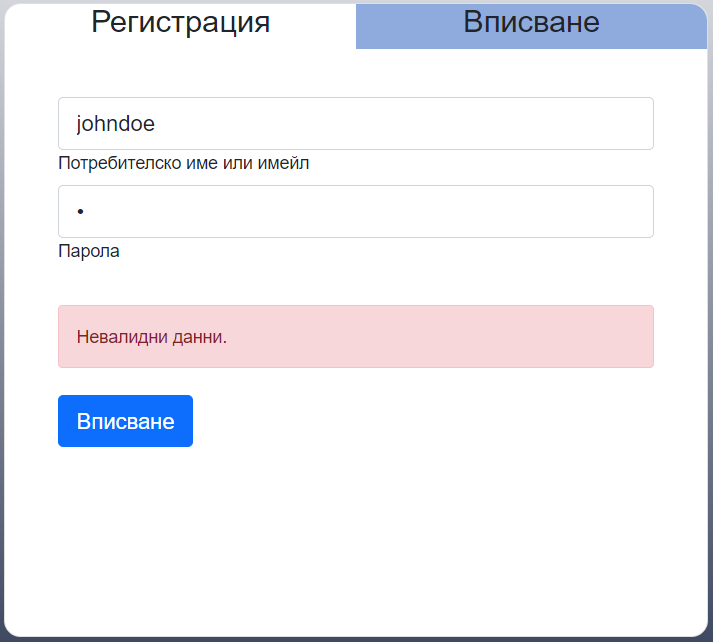 Регистрация Вписване
johndoe
Потребителско име или имейл
•
Парола
Невалидни данни.
Вписване